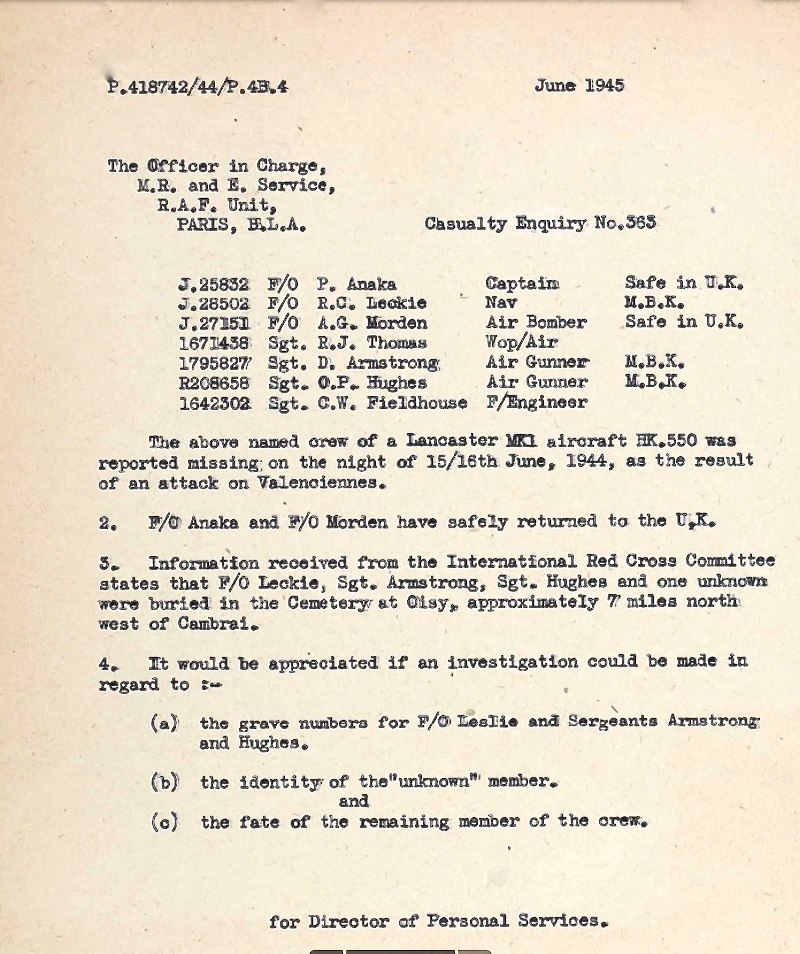 P.418742/44/P.4B.4 June 1945
The Officer in Charge,
M.R. and E. Service,
R.A.F. Unit,
PARIS, B.L.A. Casualty Enquiry No.363
J.25832 F/O P. Anaka Captain Safe in U.K.
J.28502 F/O R.C. Leckie Nav M.B.K.
J.27151 F/O A.G. Morden Air Bomber Safe in U.K.
1671438 Sgt. R.J. Thomas Wop/Air
1795827 Sgt. D. Armstrong Air Gunner M.B.K.
R208658 Sgt. O.P. Hughes Air Gunner M.B.K.
1642302 Sgt. C.W. Fieldhouse F/Engineer
The above named crew of a Lancaster MK1 aircraft HK.550 was
reported missing on the night of 15/16th June, 1944, as the result
of an attack on Valenciennes.
2. F/O Anaka and F/O Morden have safely returned to the U.K.
3. Information received from the International Red Cross Committee
states that F/O Leckie, Sgt. Armstrong, Sgt. Hughes and one unknown
were buried in the Cemetery at Oisy, approximately 7 miles north
west of Cambrai.
4. It would be appreciated if an investigation could be made in
regard to :-
(a) the grave numbers for F/O Leslie and Sergeants Armstrong
and Hughes.
(b) the identity of the"unknown" member.
and
(c) the fate of the remaining member of the crew.
for Director of Personal Services.